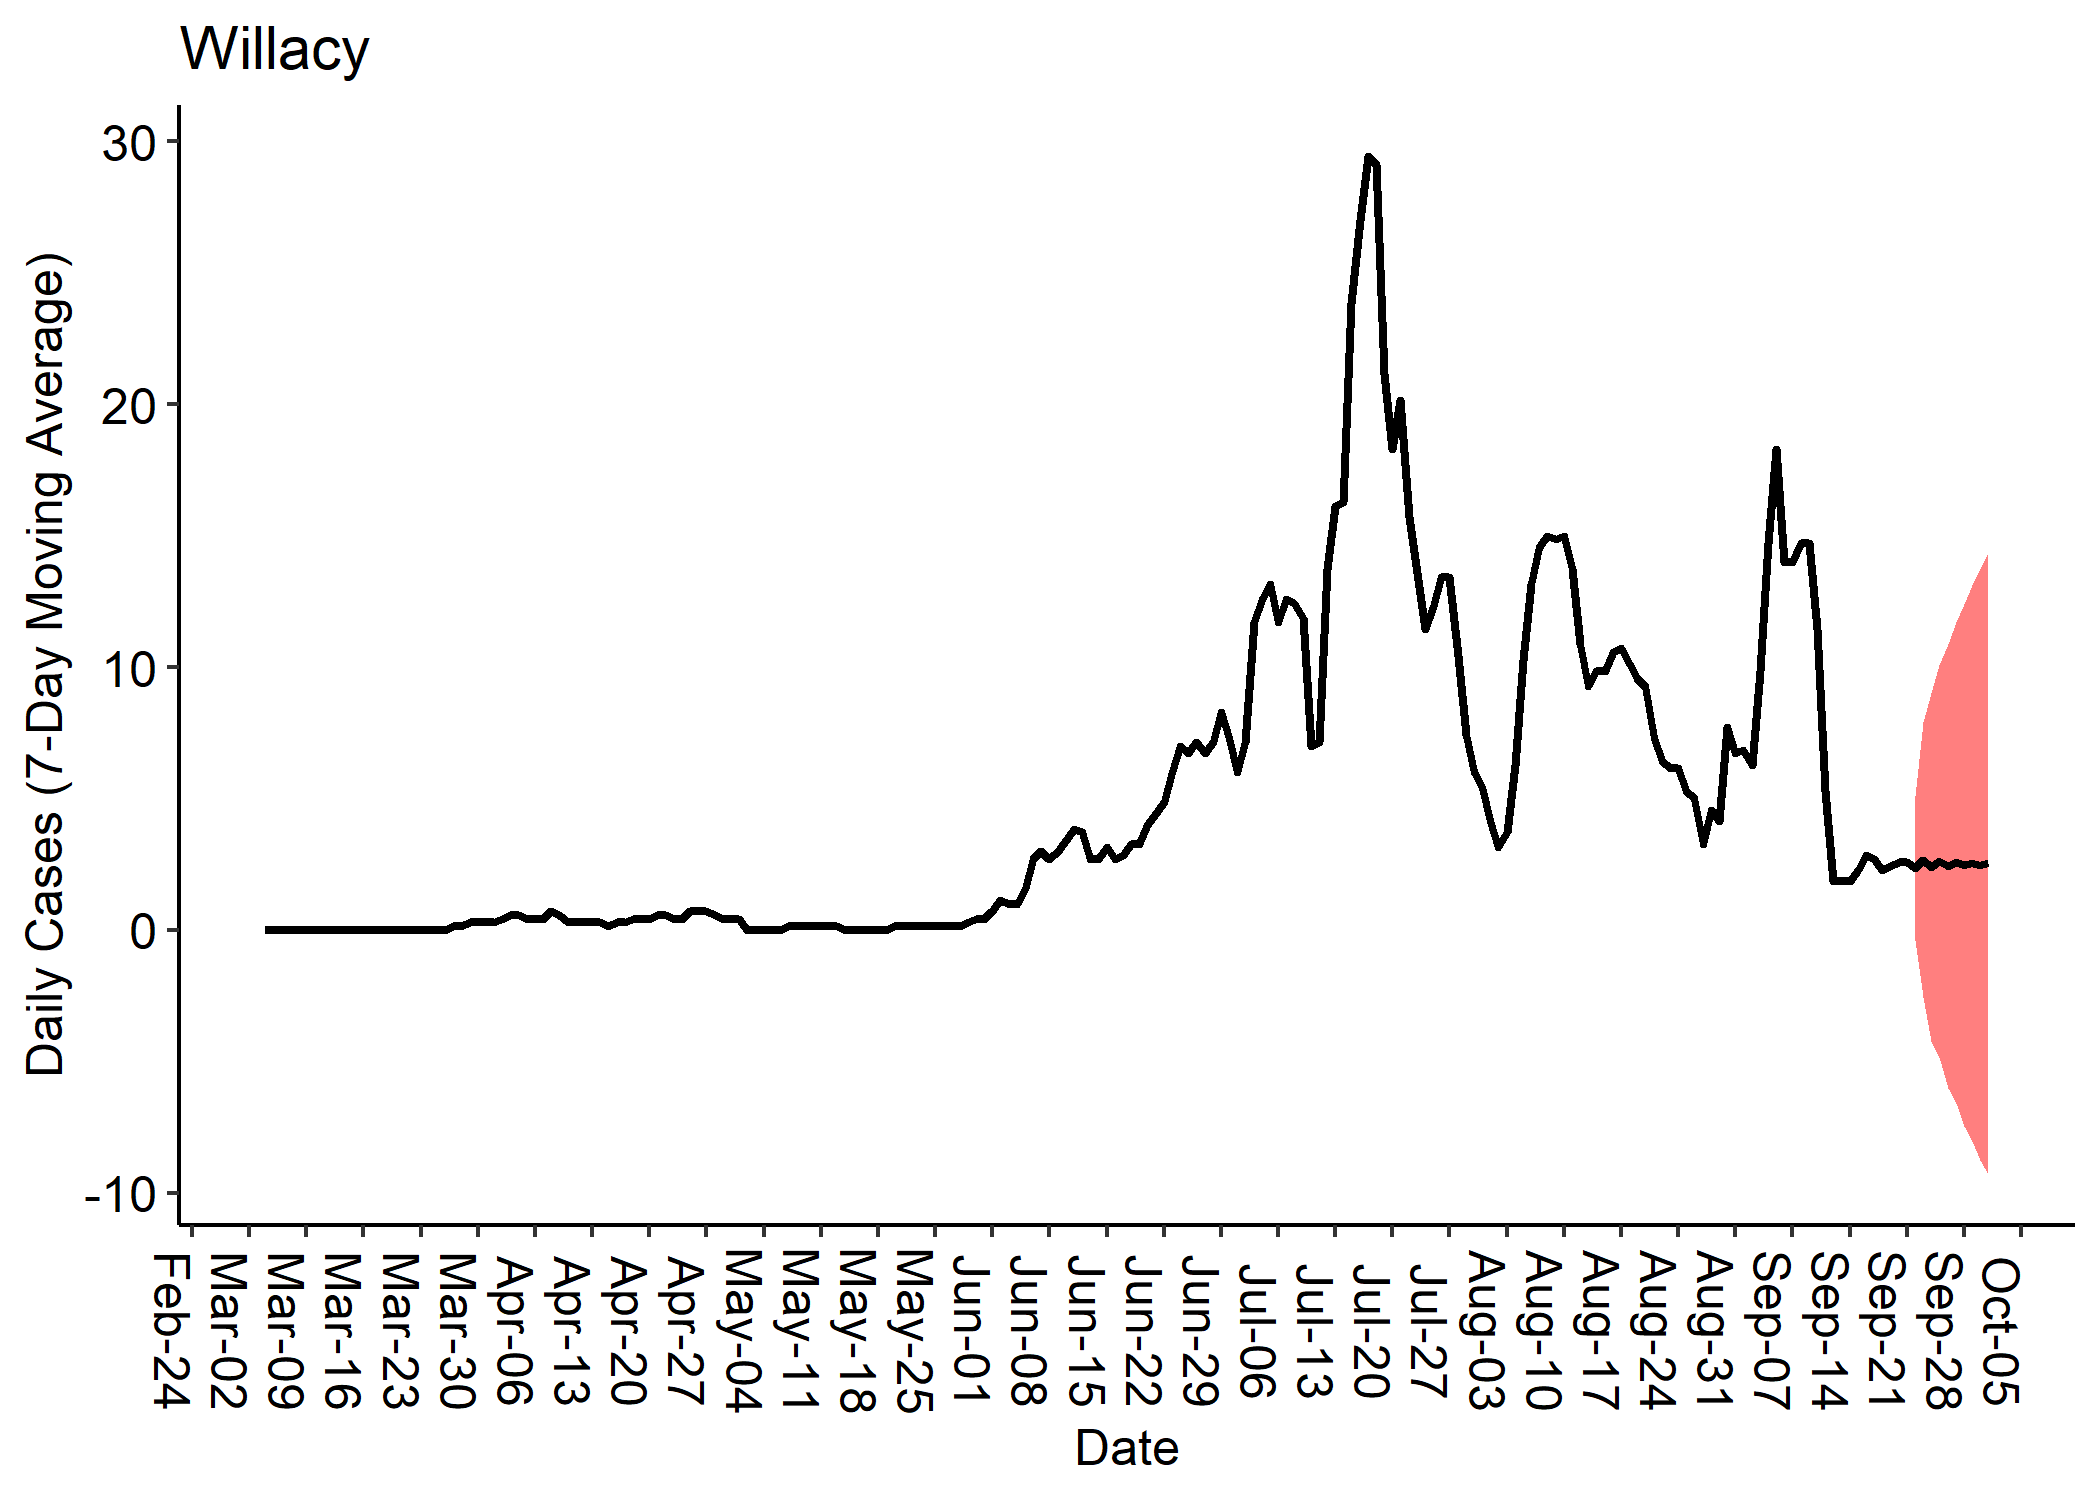 Willacy
Daily Cases (7-Day Moving Average)
30
20
10
0
-10
Feb-24
Mar-02
Mar-09
Mar-16
Mar-23
Mar-30
Apr-06
Apr-13
Apr-20
Apr-27
May-04
May-11
May-18
May-25
Jun-01
Jun-08
Jun-15
Jun-22
Jun-29
Jul-06
Jul-13
Jul-20
Jul-27
Aug-03
Aug-10
Aug-17
Aug-24
Aug-31
Sep-07
Sep-14
Sep-21
Sep-28
Oct-05
Date